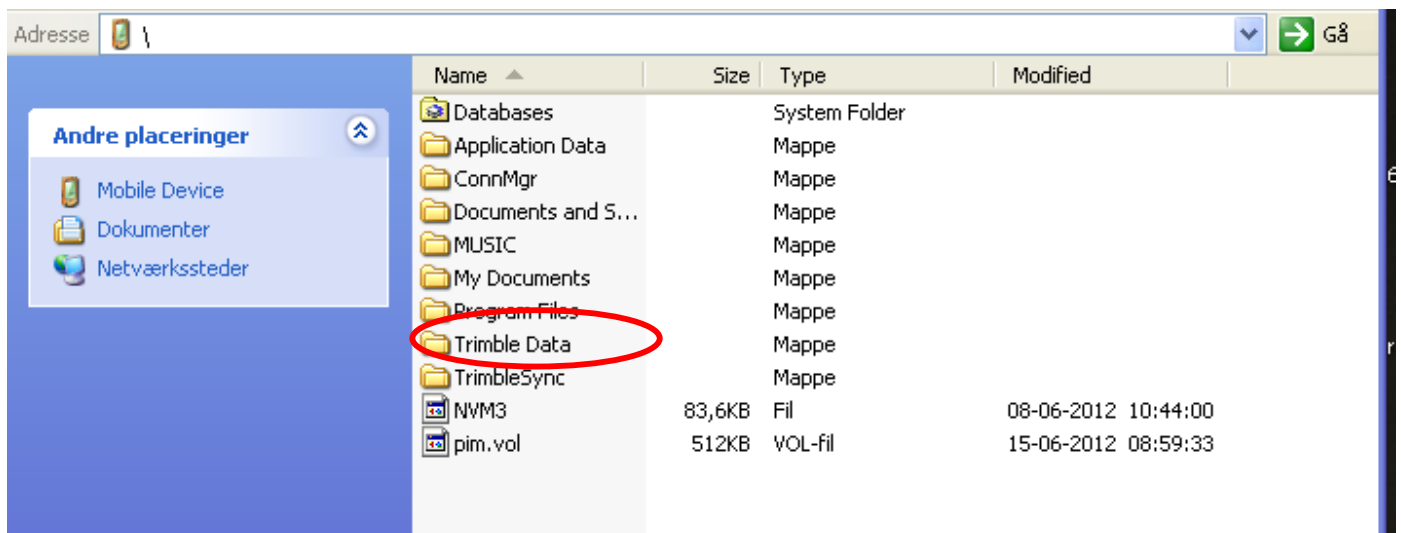 Adresse \ Gå
Name Size Type Modified
Andre placeringer
Mobile Device
Dokumenter
Netværkssteder
Databases System Folder
Application Data Mappe
ConnMgr Mappe
Documents and S... Mappe
MUSIC Mappe
My Documents Mappe
Program Files Mappe
Trimble Data Mappe
TrimbleSync Mappe
NVM3 83,6KB Fil 08-06-2012 10:44:00
pim.vol 512KB VOL-fil 15-06-2012 08:59:33